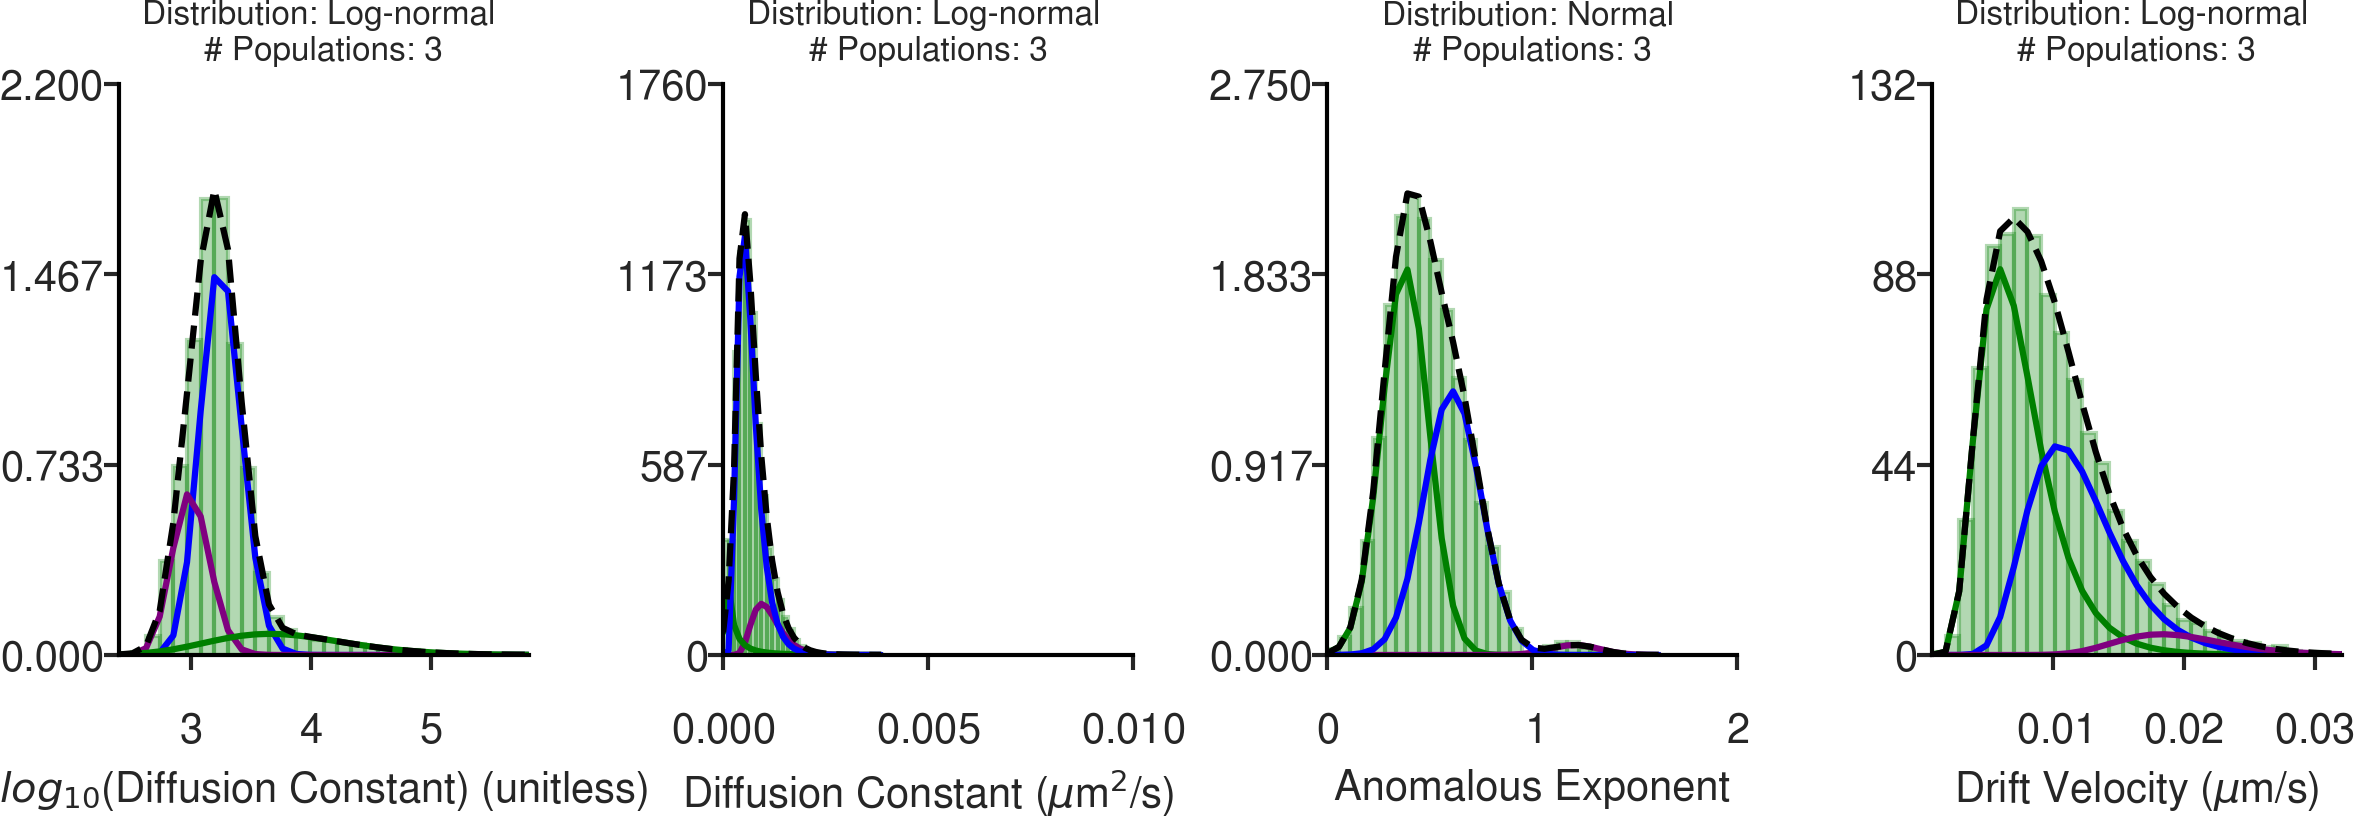 Distribution: Log-normal
# Populations: 3
2.200
1.467
0.733
0.000
3 4 5
log₁₀(Diffusion Constant) (unitless)
Distribution: Log-normal
# Populations: 3
1760
1173
587
0
0.000 0.005 0.010
Diffusion Constant (μm²/s)
Distribution: Normal
# Populations: 3
2.750
1.833
0.917
0.000
0 1 2
Anomalous Exponent
Distribution: Log-normal
# Populations: 3
132
88
44
0
0.01 0.02 0.03
Drift Velocity (μm/s)